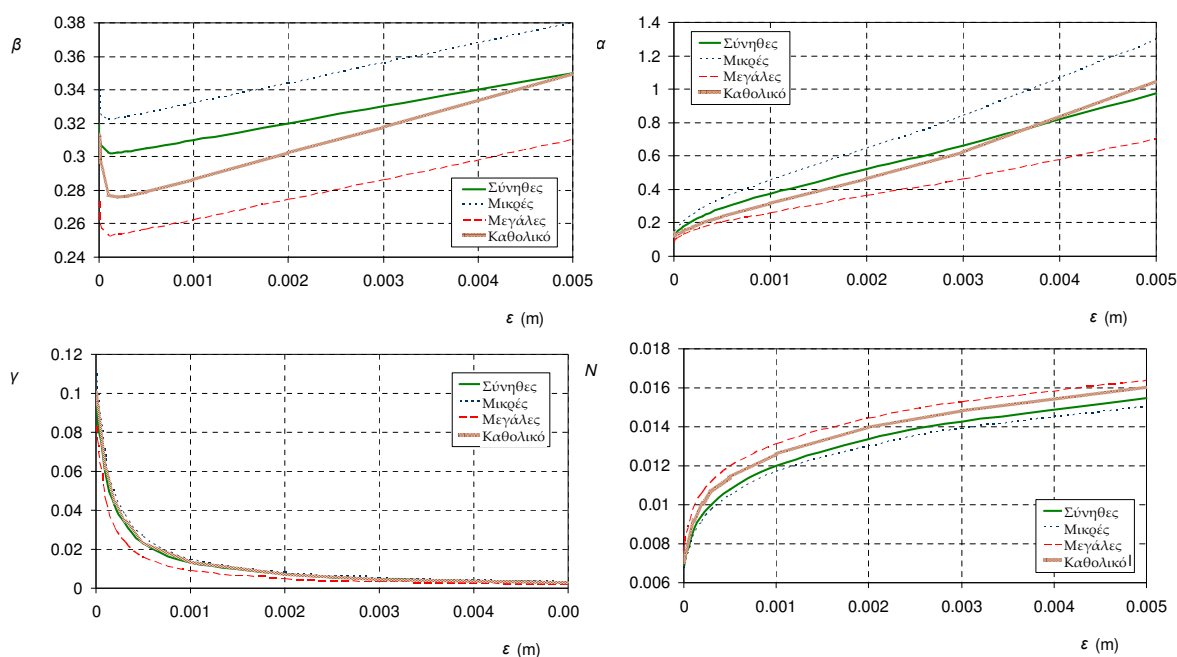 β
0.38
0.36
0.34
0.32
0.3
0.28
0.26
0.24
0
0.001
0.002
0.003
0.004
0.005
Σύνηθες
Μικρές
Μεγάλες
Καθολικό
ε (m)
α
1.4
1.2
1
0.8
0.6
0.4
0.2
0
0
0.001
0.002
0.003
0.004
0.005
Σύνηθες
Μικρές
Μεγάλες
Καθολικό
ε (m)
γ
0.12
0.1
0.08
0.06
0.04
0.02
0
0
0.001
0.002
0.003
0.004
0.00
Σύνηθες
Μικρές
Μεγάλες
Καθολικό
ε (m)
N
0.018
0.016
0.014
0.012
0.010
0.008
0.006
0
0.001
0.002
0.003
0.004
0.005
Σύνηθες
Μικρές
Μεγάλες
Καθολικό
ε (m)